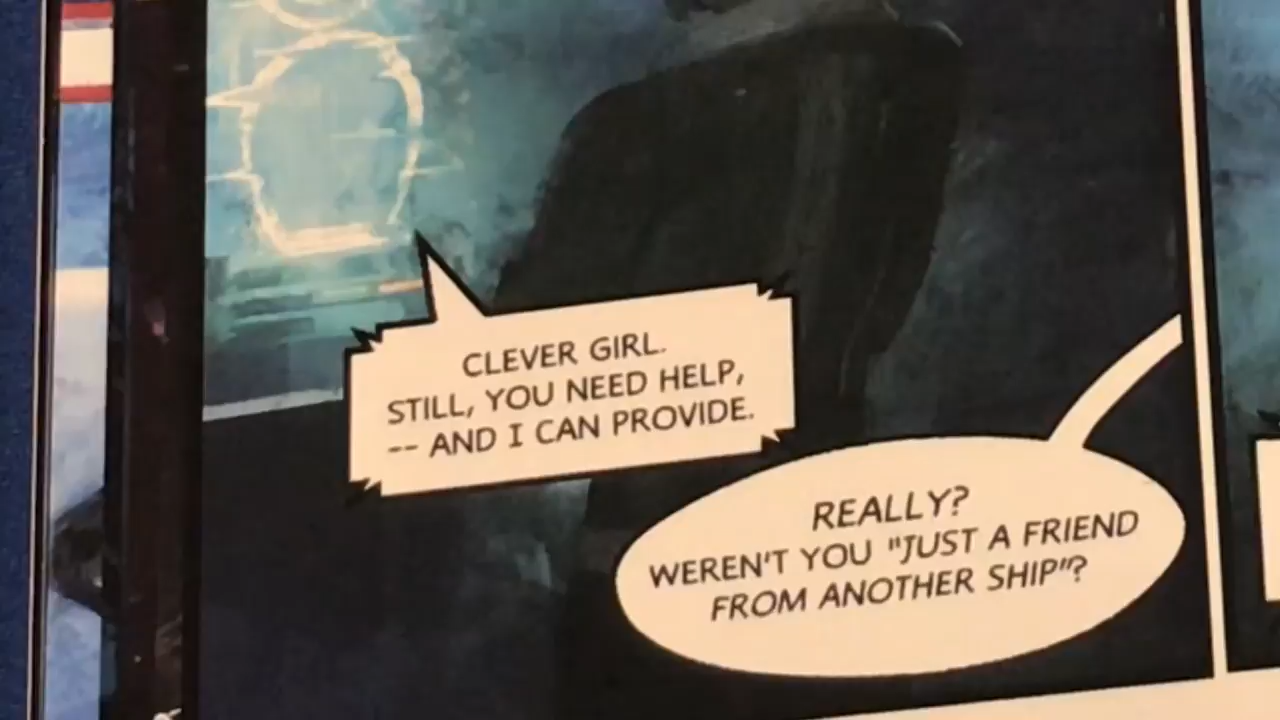 CLEVER GIRL.
STILL, YOU NEED HELP,
-- AND I CAN PROVIDE.
REALLY?
WEREN'T YOU "JUST A FRIEND
FROM ANOTHER SHIP"?